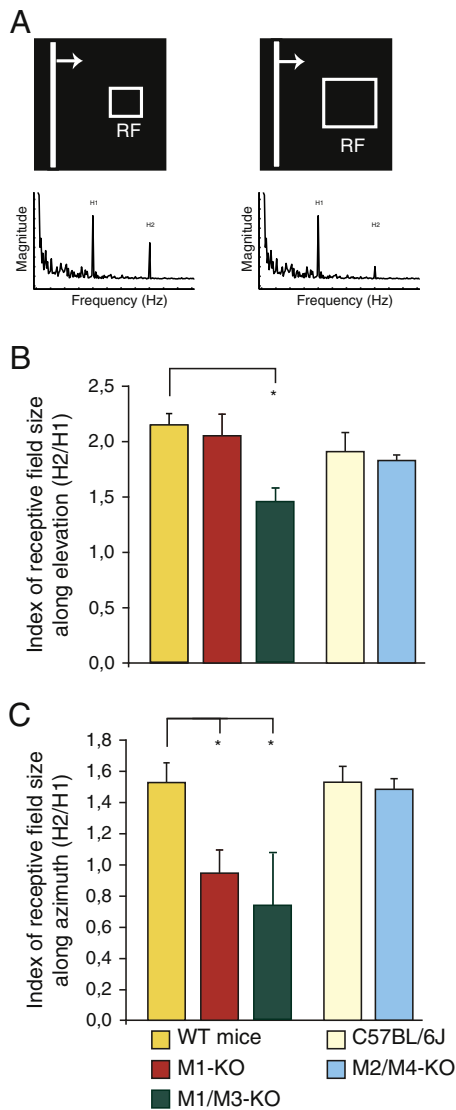 A
RF
RF
Magnitude
H1
H2
Frequency (Hz)
Magnitude
H1
H2
Frequency (Hz)
B
Index of receptive field size
along elevation (H2/H1)
2,5
2,0
1,5
1,0
0,5
0,0
*
C
Index of receptive field size
along azimuth (H2/H1)
1,8
1,6
1,4
1,2
1,0
0,8
0,6
0,4
0,2
0,0
* *
WT mice
M1-KO
M1/M3-KO
C57BL/6J
M2/M4-KO